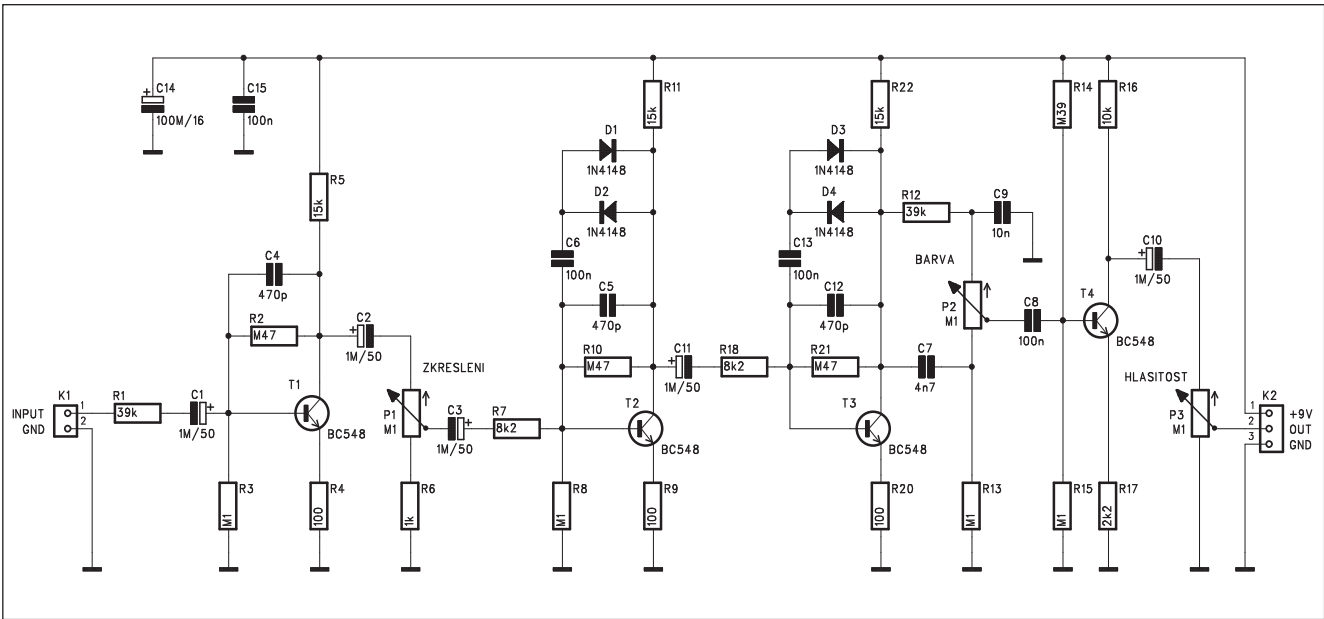 C14
+
100M/16
C15
100n
R5
15k
C4
470p
R2
M47
C2
+
1M/50
K1
1
2
INPUT
GND
R1
39k
C1
+
1M/50
T1
BC548
R3
M1
R4
100
ZKRESLENI
P1
M1
R6
1k
C3
+
1M/50
R7
8k2
R11
15k
D1
1N4148
D2
1N4148
C6
100n
C5
470p
R10
M47
T2
BC548
R8
M1
R9
100
C11
+
1M/50
R18
8k2
R22
15k
D3
1N4148
D4
1N4148
C13
100n
C12
470p
R21
M47
T3
BC548
R20
100
R12
39k
C9
10n
BARVA
P2
M1
C7
4n7
C8
100n
R13
M1
R14
M39
R16
10k
T4
BC548
R15
M1
R17
2k2
C10
+
1M/50
HLASITOST
P3
M1
K2
1
2
3
+9V
OUT
GND